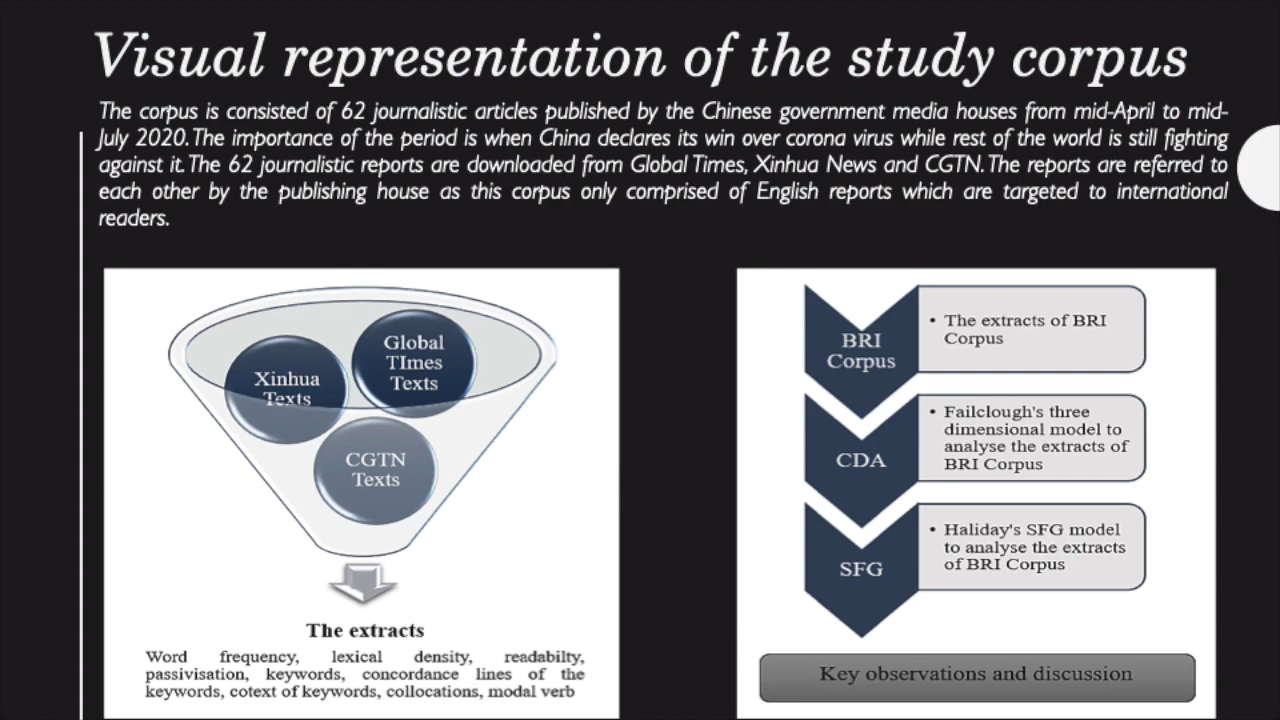 Visual representation of the study corpus
The corpus is consisted of 62 journalistic articles published by the Chinese government media houses from mid-April to mid-
July 2020. The importance of the period is when China declares its win over corona virus while rest of the world is still fighting
against it. The 62 journalistic reports are downloaded from Global Times, Xinhua News and CGTN. The reports are referred to
each other by the publishing house as this corpus only comprised of English reports which are targeted to international
readers.
Global
TImes
Texts
Xinhua
Texts
CGTN
Texts
The extracts
Word frequency, lexical density, readabilty,
passivisation, keywords, concordance lines of the
keywords, cotext of keywords, collocations, modal verb
BRI
Corpus
• The extracts of BRI
Corpus
CDA
• Failclough's three
dimensional model to
analyse the extracts of
BRI Corpus
SFG
• Haliday's SFG model
to analyse the extracts
of BRI Corpus
Key observations and discussion